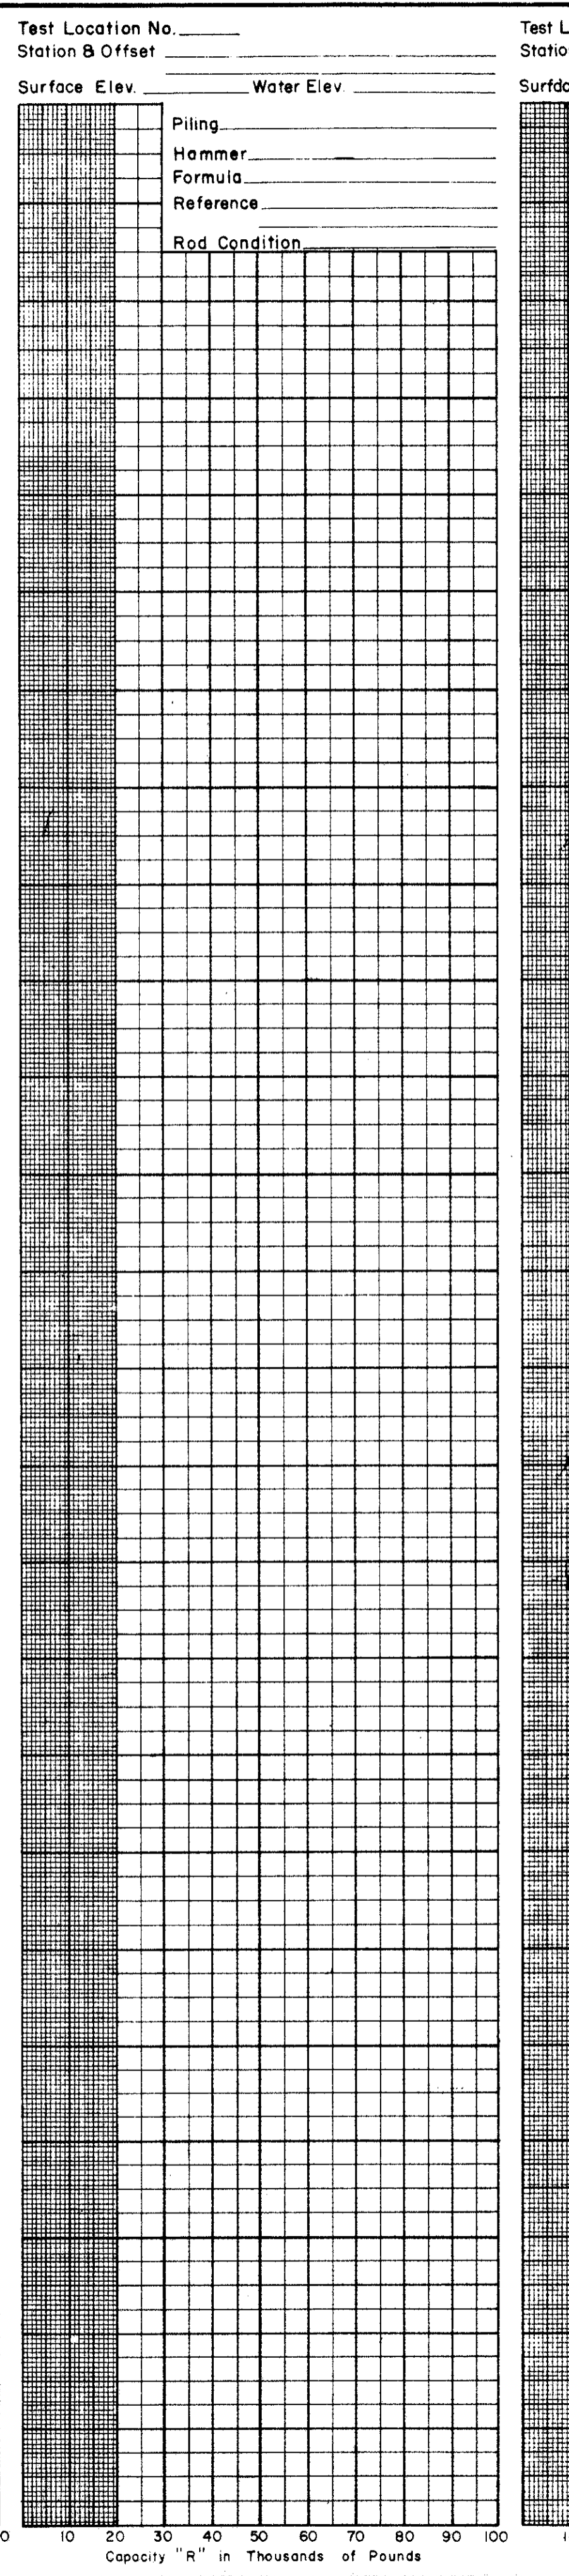 Test Location No.
Station & Offset
Surface Elev. Water Elev.
Piling
Hammer
Formula
Reference
Rod Condition
0 10 20 30 40 50 60 70 80 90 100
Capacity "R" in Thousands of Pounds
Test L
Statio
Surfac